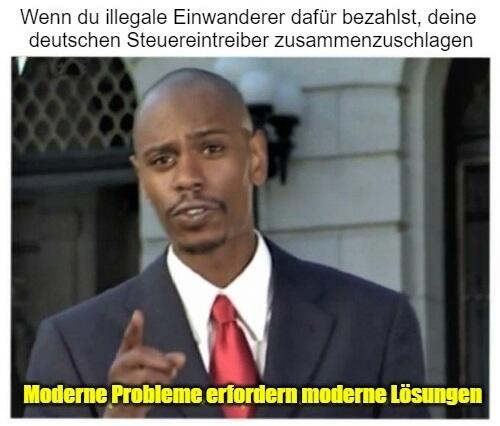 Wenn du illegale Einwanderer dafür bezahlst, deine
deutschen Steuereintreiber zusammenzuschlagen
Moderne Probleme erfordern moderne Lösungen